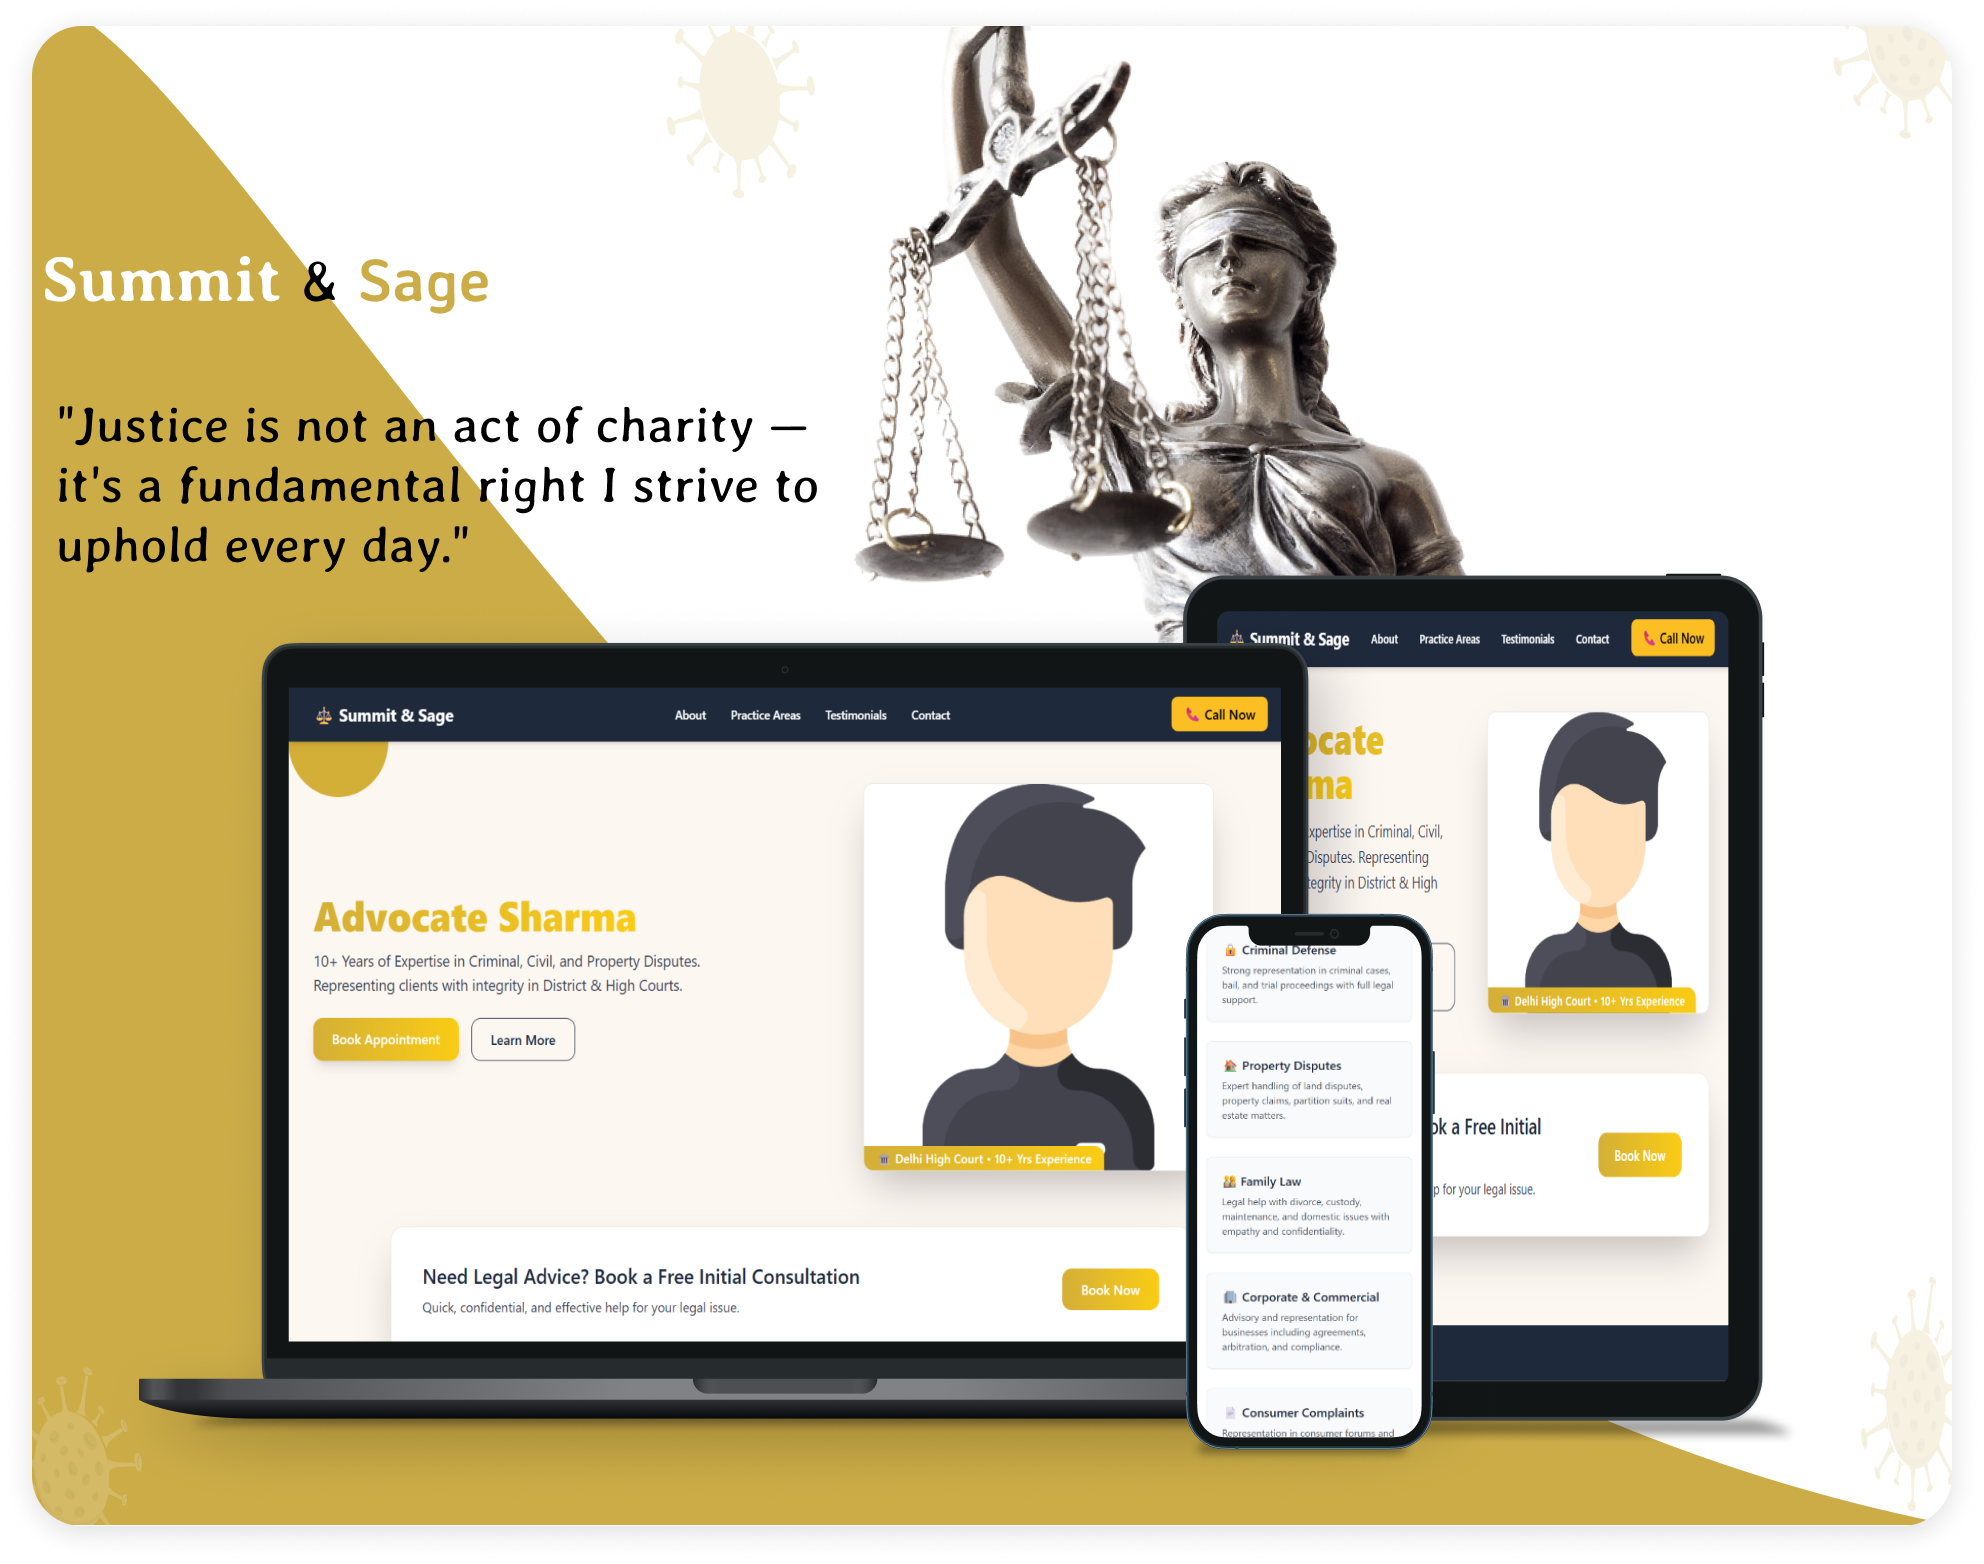 Summit & Sage
"Justice is not an act of charity —
it's a fundamental right I strive to
uphold every day."
Summit & Sage
About
Practice Areas
Testimonials
Contact
Call Now
Advocate Sharma
10+ Years of Expertise in Criminal, Civil, and Property Disputes.
Representing clients with integrity in District & High Courts.
Book Appointment
Learn More
Delhi High Court • 10+ Yrs Experience
Need Legal Advice? Book a Free Initial Consultation
Quick, confidential, and effective help for your legal issue.
Book Now
Summit & Sage
About
Practice Areas
Testimonials
Contact
Call Now
ocate
ma
xpertise in Criminal, Civil,
Disputes. Representing
tegrity in District & High
Delhi High Court • 10+ Yrs Experience
ok a Free Initial
p for your legal issue.
Book Now
Criminal Defense
Strong representation in criminal cases,
bail, and trial proceedings with full legal
support.
Property Disputes
Expert handling of land disputes,
property claims, partition suits, and real
estate matters.
Family Law
Legal help with divorce, custody,
maintenance, and domestic issues with
empathy and confidentiality.
Corporate & Commercial
Advisory and representation for
businesses including agreements,
arbitration, and compliance.
Consumer Complaints
Representation in consumer forums and